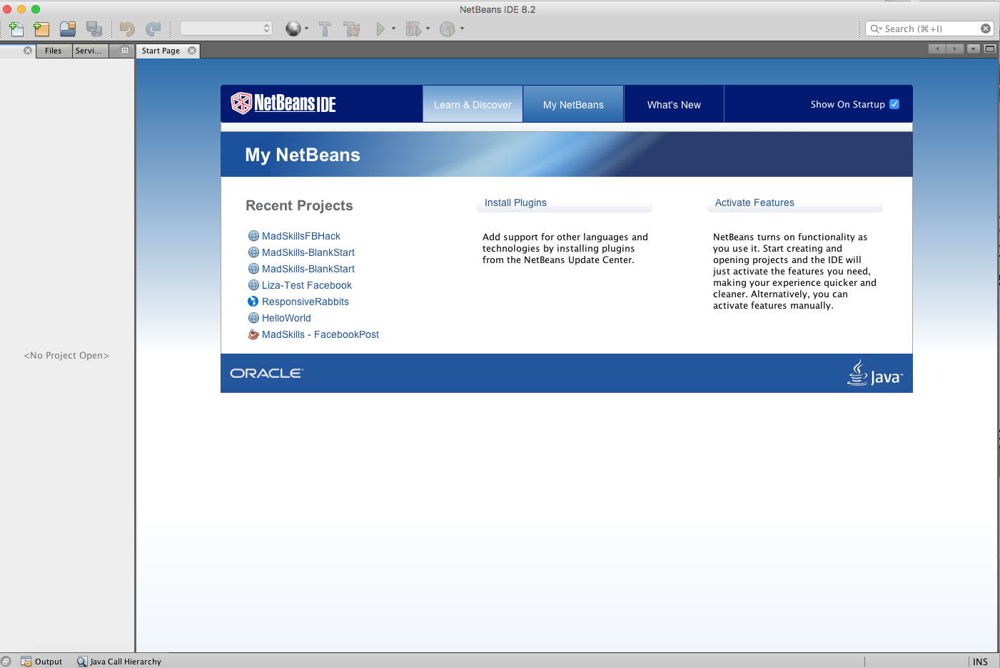 NetBeans IDE 8.2
Search (⌘+I)
Files
Servi...
Start Page
NetBeans IDE
Learn & Discover
My NetBeans
What's New
Show On Startup
My NetBeans
Recent Projects
MadSkillsFBHack
MadSkills-BlankStart
MadSkills-BlankStart
Liza-Test Facebook
ResponsiveRabbits
HelloWorld
MadSkills - FacebookPost
Install Plugins
Add support for other languages and
technologies by installing plugins
from the NetBeans Update Center.
Activate Features
NetBeans turns on functionality as
you use it. Start creating and
opening projects and the IDE will
just activate the features you need,
making your experience quicker and
cleaner. Alternatively, you can
activate features manually.
<No Project Open>
ORACLE
Java™
Output
Java Call Hierarchy
INS